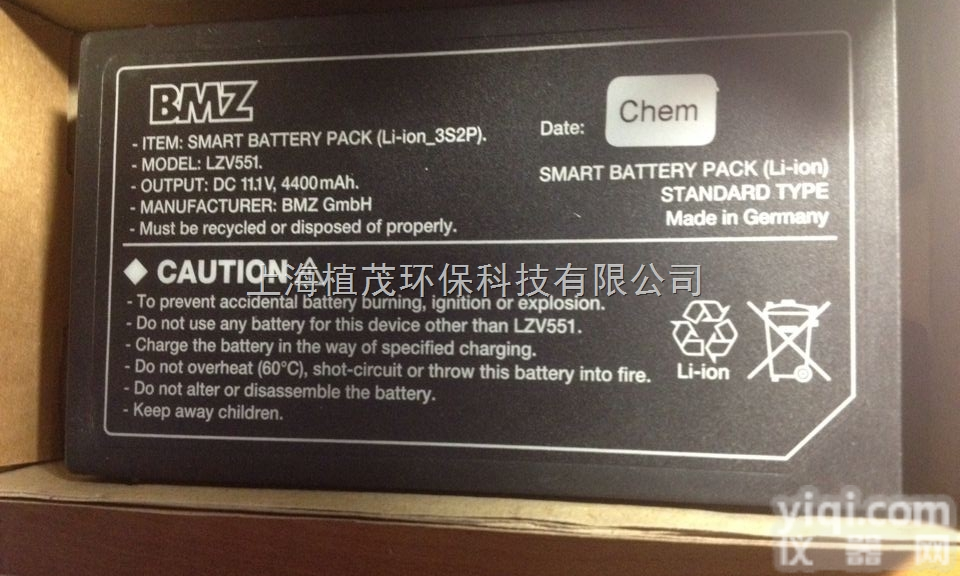 BMZ
- ITEM: SMART BATTERY PACK (Li-ion_3S2P).
- MODEL: LZV551.
- OUTPUT: DC 11.1V, 4400mAh.
- MANUFACTURER: BMZ GmbH
- Must be recycled or disposed of properly.
Date: Chem
SMART BATTERY PACK (Li-ion)
STANDARD TYPE
Made in Germany
CAUTION
上海植茂环保科技有限公司
- To prevent accidental battery burning, ignition or explosion.
- Do not use any battery for this device other than LZV551.
- Charge the battery in the way of specified charging.
- Do not overheat (60°C), shot-circuit or throw this battery into fire.
- Do not alter or disassemble the battery.
- Keep away children.
Li-ion
yiqi.com
仪器网